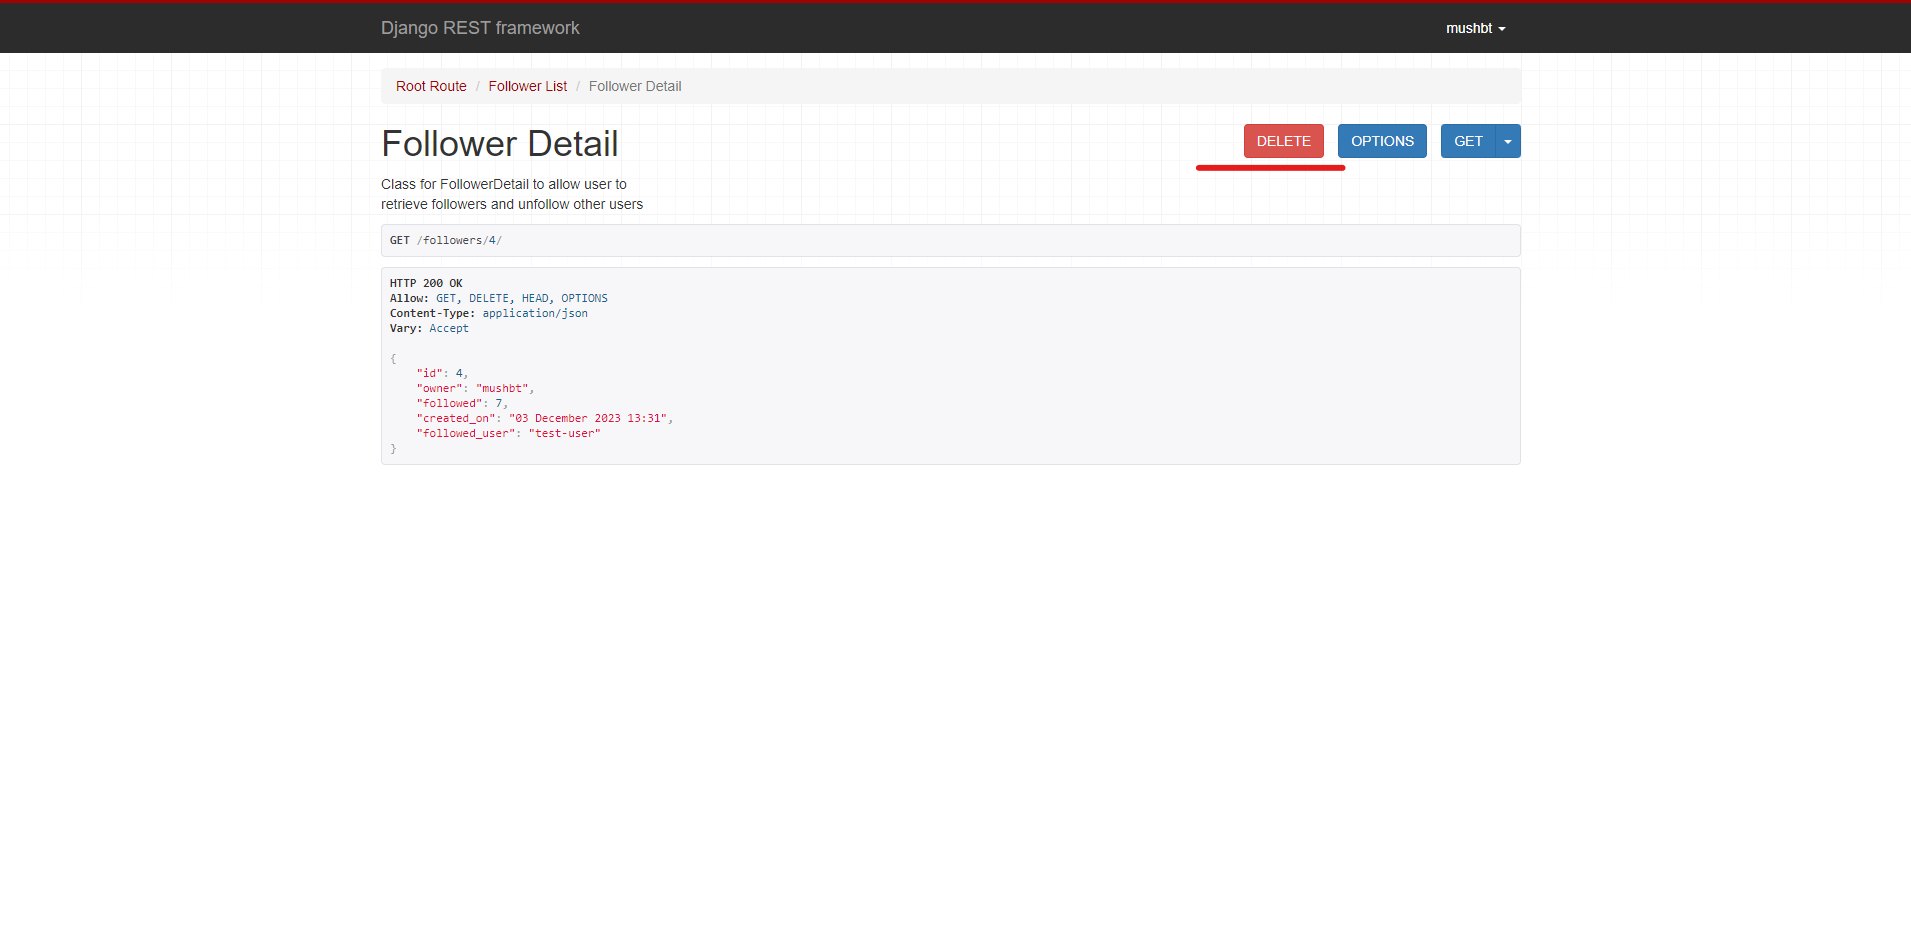 Django REST framework
mushbt
Root Route / Follower List / Follower Detail
Follower Detail
DELETE
OPTIONS
GET
Class for FollowerDetail to allow user to
retrieve followers and unfollow other users
GET /followers/4/
HTTP 200 OK
Allow: GET, DELETE, HEAD, OPTIONS
Content-Type: application/json
Vary: Accept
{
    "id": 4,
    "owner": "mushbt",
    "followed": 7,
    "created_on": "03 December 2023 13:31",
    "followed_user": "test-user"
}